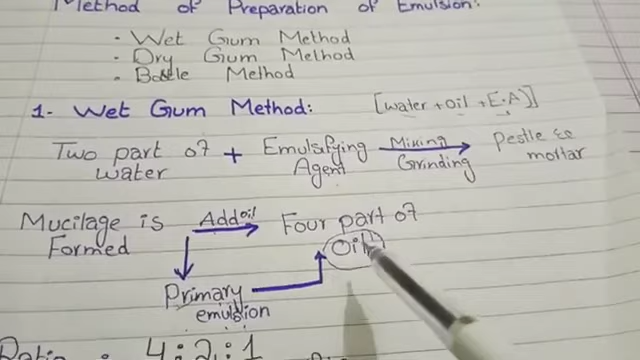 Method of Preparation of Emulsion:
- Wet Gum Method
- Dry Gum Method
- Bottle Method
1- Wet Gum Method: [water + Oil + E.A]
Two part of water + Emulsifying Agent Mixing Grinding Pestle & mortar
Mucilage is Formed Add oil Four part of Oil
Primary emulsion
Ratio : 4:2:1